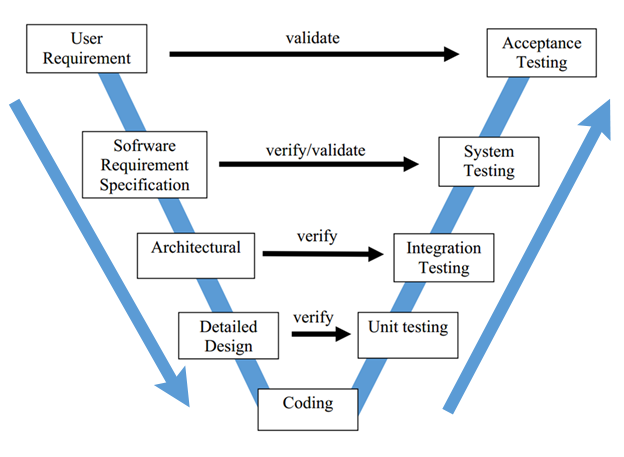 User
Requirement
validate
Acceptance
Testing
Sofrware
Requirement
Specification
verify/validate
System
Testing
Architectural
verify
Integration
Testing
Detailed
Design
verify
Unit testing
Coding